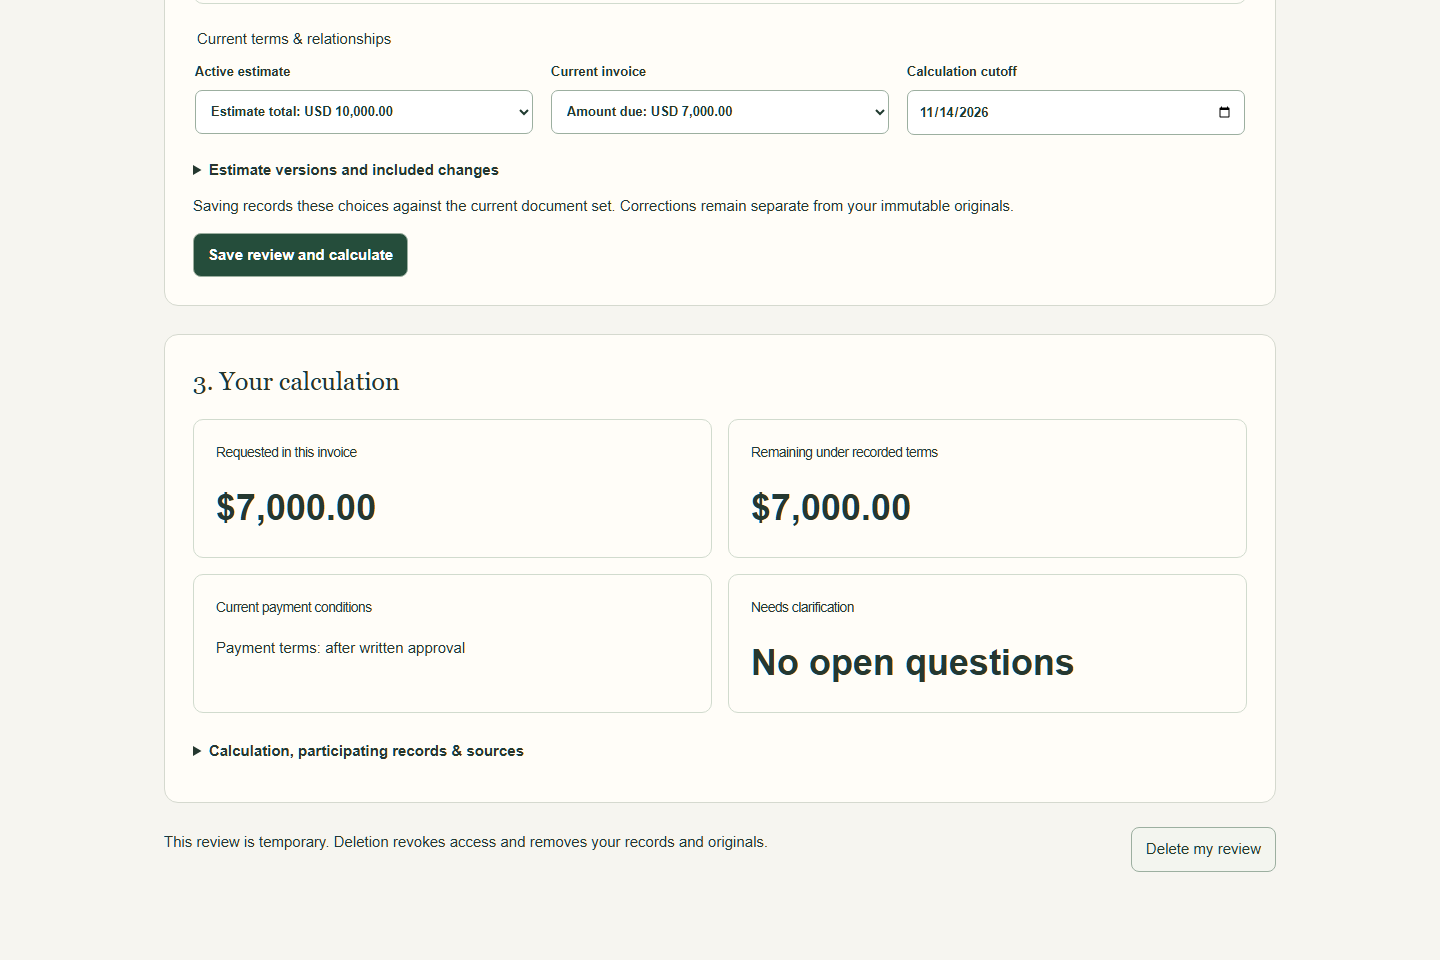 Current terms & relationships
Active estimate
Current invoice
Calculation cutoff
Estimate total: USD 10,000.00
Amount due: USD 7,000.00
11/14/2026
Estimate versions and included changes
Saving records these choices against the current document set. Corrections remain separate from your immutable originals.
Save review and calculate
3. Your calculation
Requested in this invoice
$7,000.00
Remaining under recorded terms
$7,000.00
Current payment conditions
Payment terms: after written approval
Needs clarification
No open questions
Calculation, participating records & sources
This review is temporary. Deletion revokes access and removes your records and originals.
Delete my review